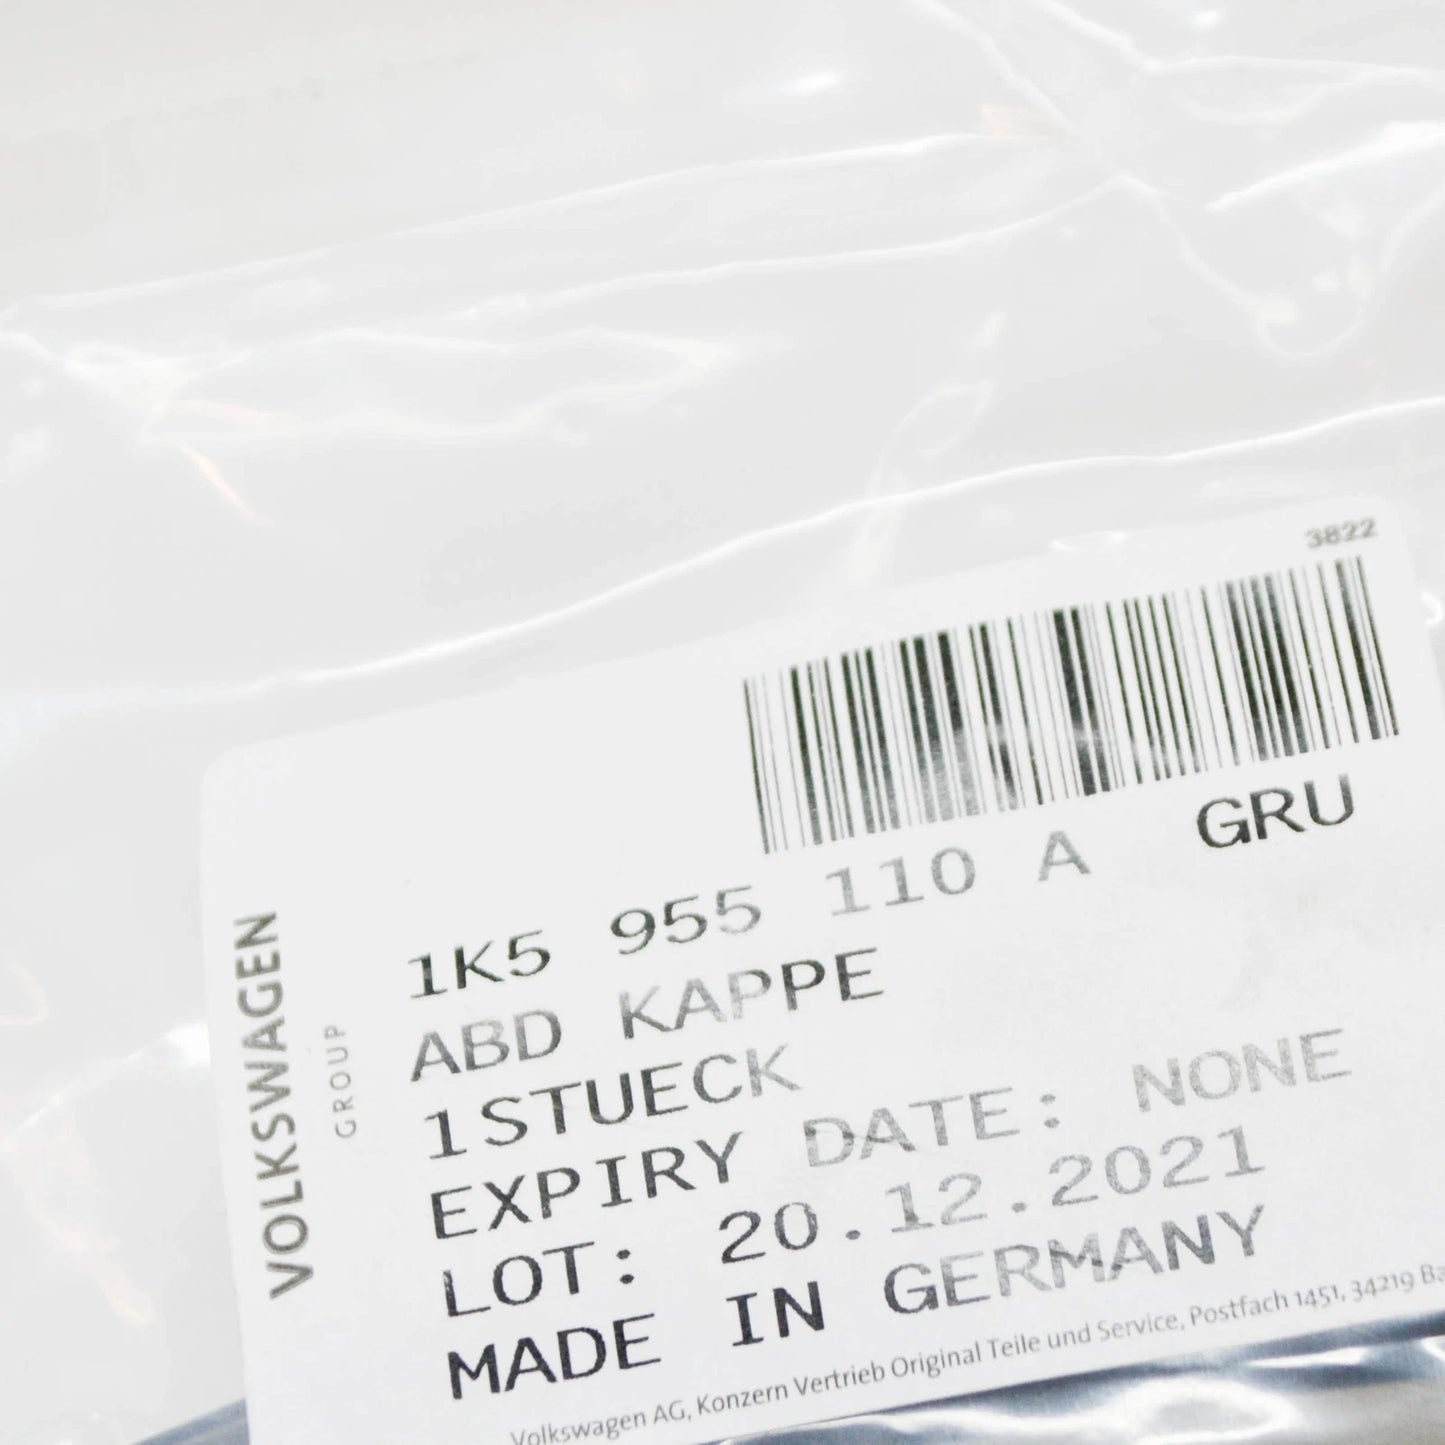 3822
1K5 955 110 A GRU
ABD KAPPE
1STUECK
EXPIRY DATE: NONE
LOT: 20.12.2021
MADE IN GERMANY
Volkswagen AG, Konzern Vertrieb Original Teile und Service, Postfach 1451, 34219 Ba
VOLKSWAGEN
GROUP